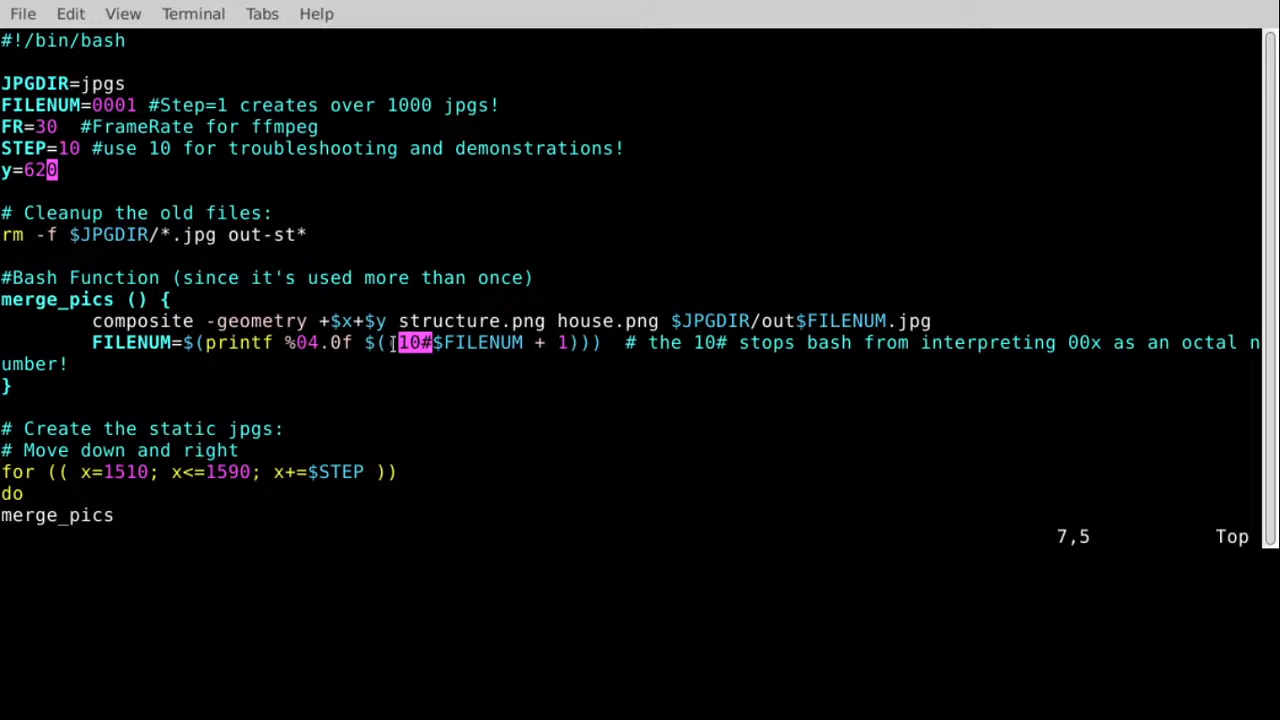 File Edit View Terminal Tabs Help
#!/bin/bash
JPGDIR=jpgs
FILENUM=0001 #Step=1 creates over 1000 jpgs!
FR=30  #FrameRate for ffmpeg
STEP=10 #use 10 for troubleshooting and demonstrations!
y=620
# Cleanup the old files:
rm -f $JPGDIR/*.jpg out-st*
#Bash Function (since it's used more than once)
merge_pics () {
composite -geometry +$x+$y structure.png house.png $JPGDIR/out$FILENUM.jpg
FILENUM=$(printf %04.0f $((10#$FILENUM + 1)))  # the 10# stops bash from interpreting 00x as an octal n
umber!
}
# Create the static jpgs:
# Move down and right
for (( x=1510; x<=1590; x+=$STEP ))
do
merge_pics
7,5 Top